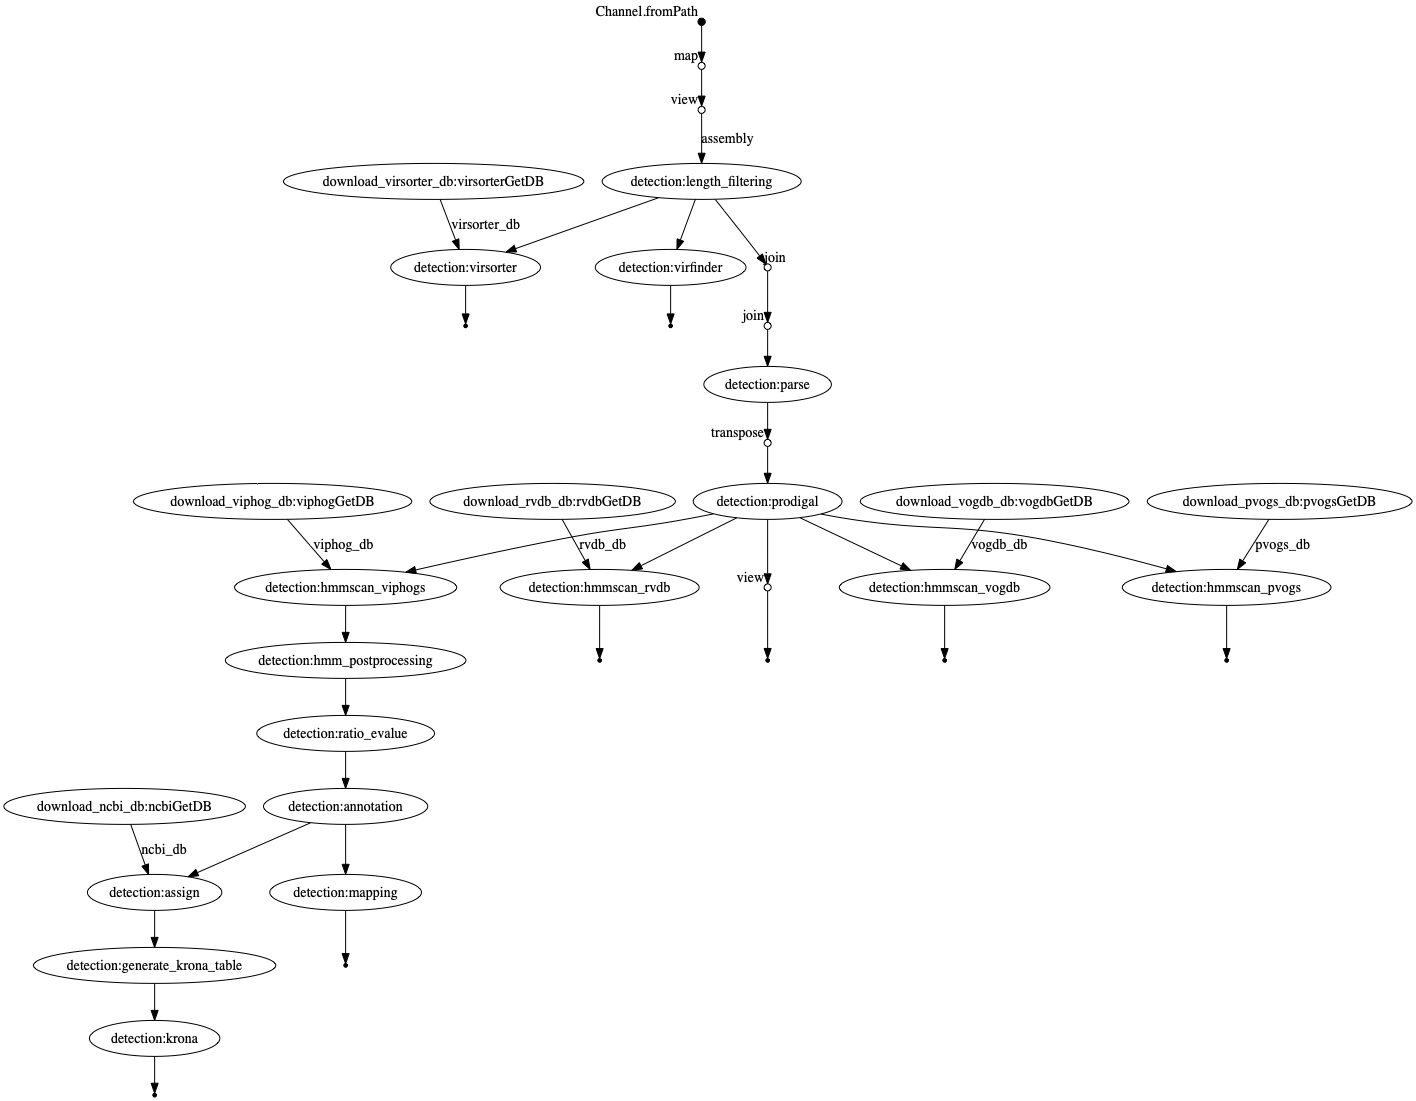 Channel.fromPath
map
view
assembly
download_virsorter_db:virsorterGetDB
detection:length_filtering
virsorter_db
detection:virsorter
detection:virfinder
join
join
detection:parse
transpose
download_viphog_db:viphogGetDB
download_rvdb_db:rvdbGetDB
detection:prodigal
download_vogdb_db:vogdbGetDB
download_pvogs_db:pvogsGetDB
viphog_db
rvdb_db
vogdb_db
pvogs_db
view
detection:hmmscan_viphogs
detection:hmmscan_rvdb
detection:hmmscan_vogdb
detection:hmmscan_pvogs
detection:hmm_postprocessing
detection:ratio_evalue
download_ncbi_db:ncbiGetDB
detection:annotation
ncbi_db
detection:assign
detection:mapping
detection:generate_krona_table
detection:krona